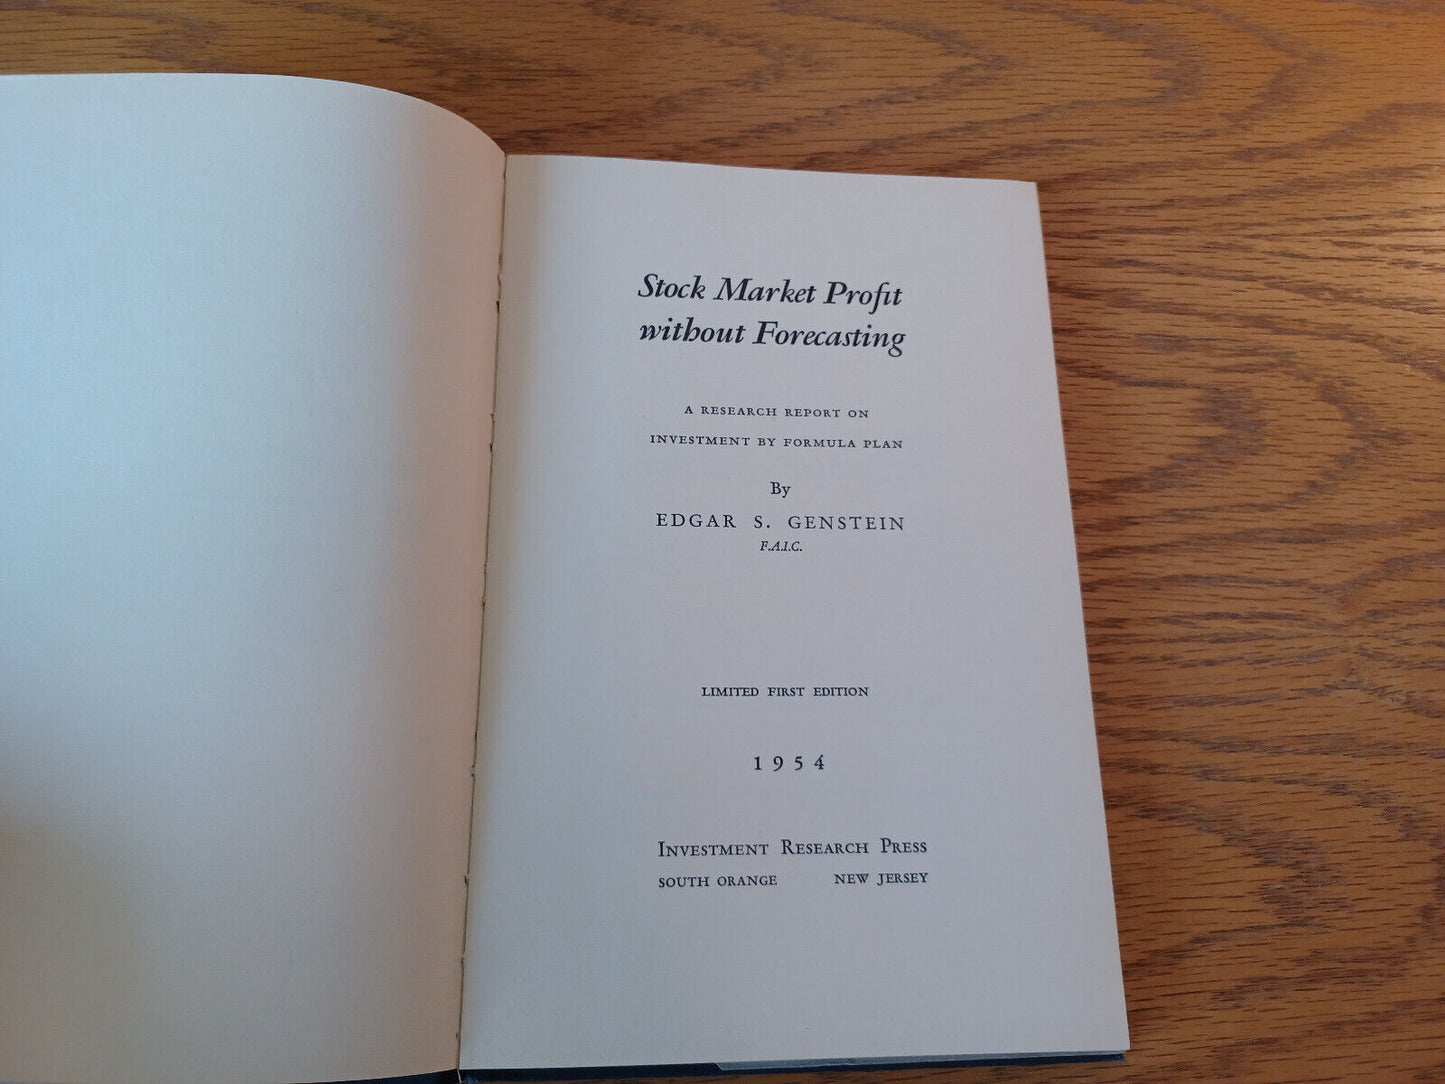 Stock Market Profit
without Forecasting
A RESEARCH REPORT ON
INVESTMENT BY FORMULA PLAN
By
EDGAR S. GENSTEIN
F.A.I.C.
LIMITED FIRST EDITION
1954
INVESTMENT RESEARCH PRESS
SOUTH ORANGE NEW JERSEY